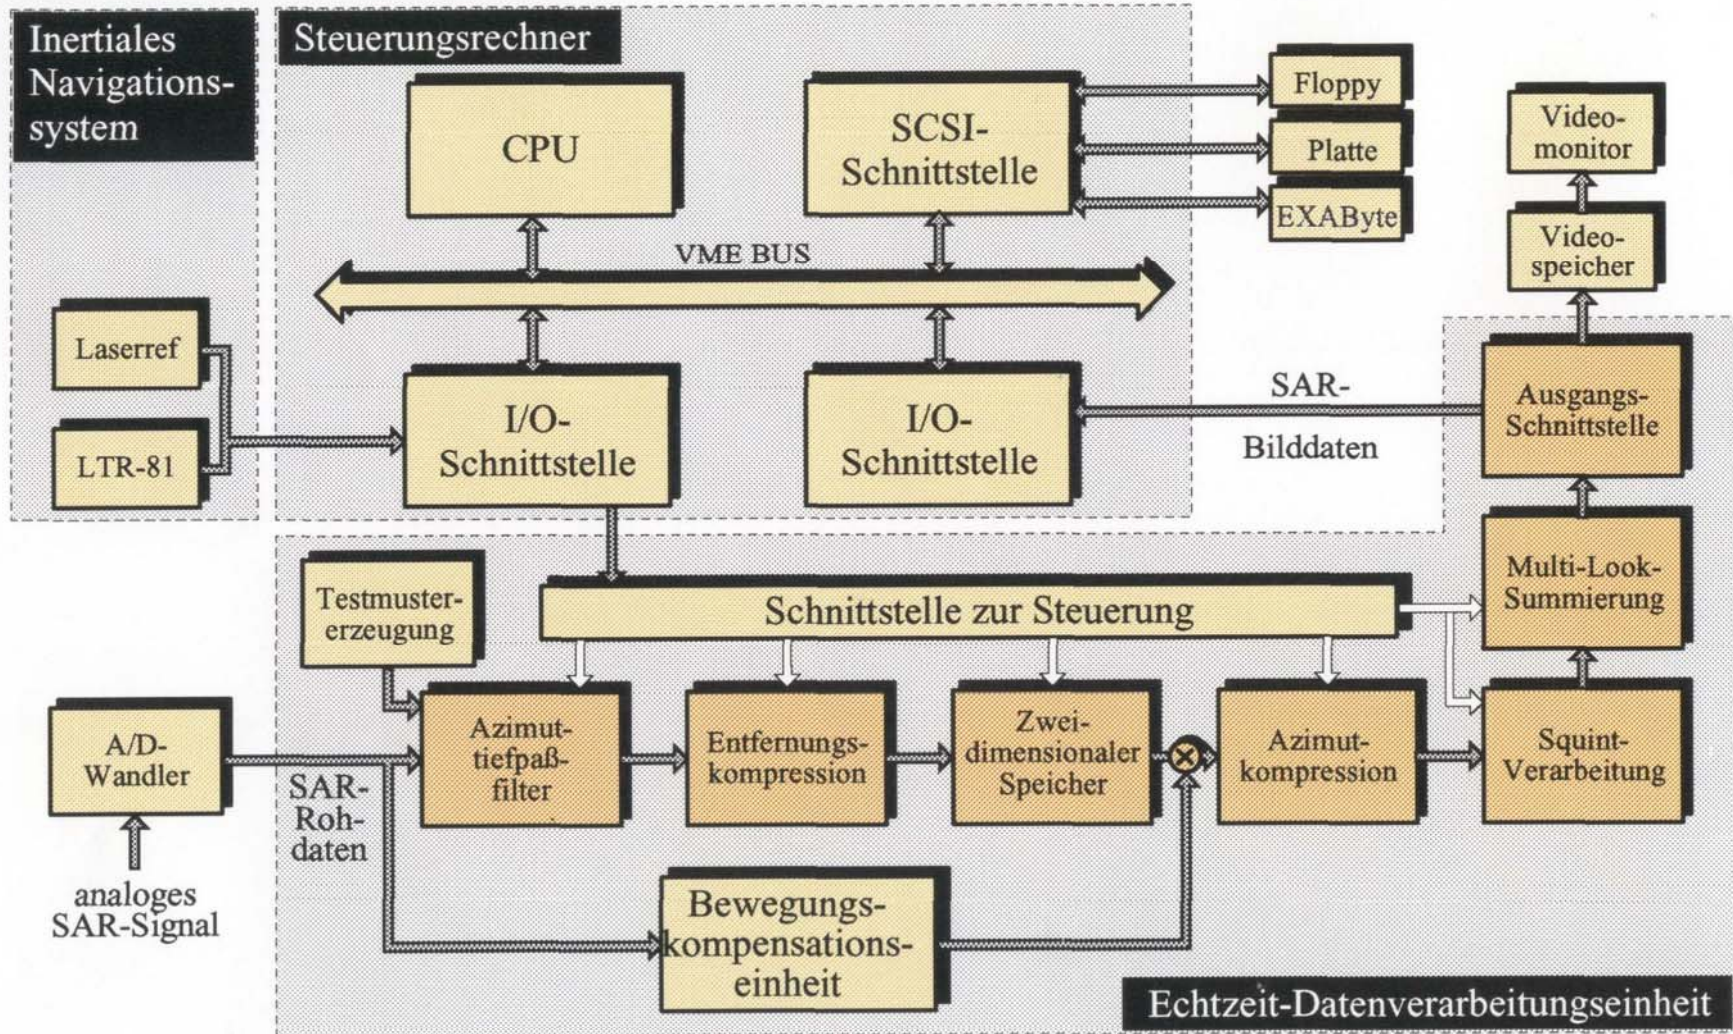 Inertiales
Navigations-
system
Steuerungsrechner
CPU
SCSI-
Schnittstelle
Floppy
Platte
EXAByte
Video-
monitor
Video-
speicher
VME BUS
Laserref
LTR-81
I/O-
Schnittstelle
I/O-
Schnittstelle
SAR-
Bilddaten
Ausgangs-
Schnittstelle
Multi-Look-
Summierung
Testmuster-
erzeugung
Schnittstelle zur Steuerung
A/D-
Wandler
Azimut-
tiefpaß-
filter
Entfernungs-
kompression
Zwei-
dimensionaler
Speicher
Azimut-
kompression
Squint-
Verarbeitung
SAR-
Roh-
daten
analoges
SAR-Signal
Bewegungs-
kompensations-
einheit
Echtzeit-Datenverarbeitungseinheit